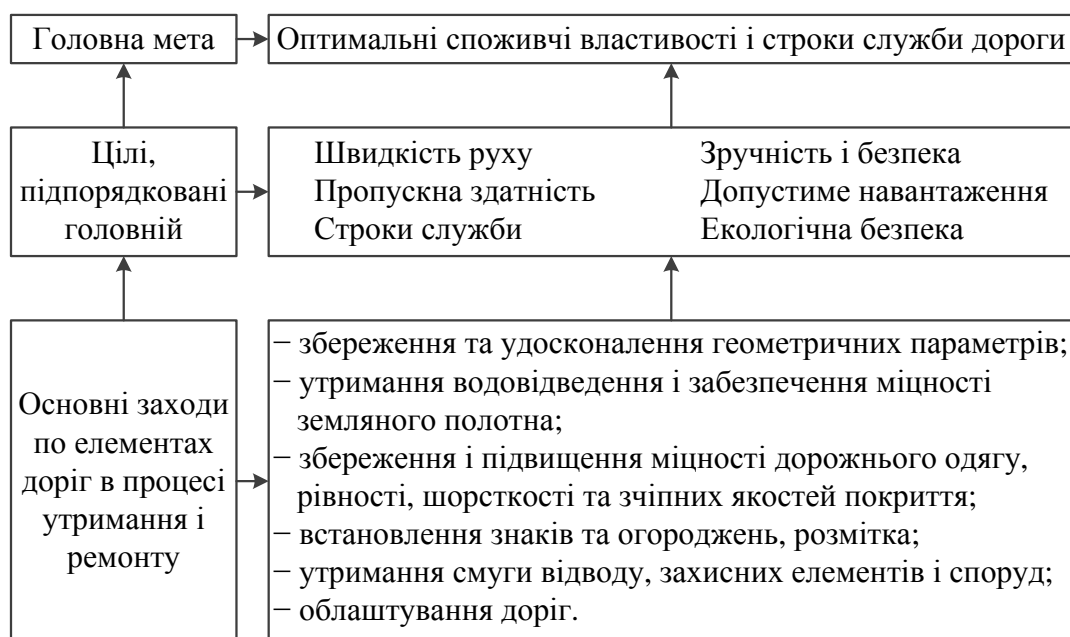 Головна мета
Оптимальні споживчі властивості і строки служби дороги
Цілі,
підпорядковані
головній
Швидкість руху
Пропускна здатність
Строки служби
Зручність і безпека
Допустиме навантаження
Екологічна безпека
Основні заходи
по елементах
доріг в процесі
утримання і
ремонту
− збереження та удосконалення геометричних параметрів;
− утримання водовідведення і забезпечення міцності
земляного полотна;
− збереження і підвищення міцності дорожнього одягу,
рівності, шорсткості та зчіпних якостей покриття;
− встановлення знаків та огороджень, розмітка;
− утримання смуги відводу, захисних елементів і споруд;
− облаштування доріг.